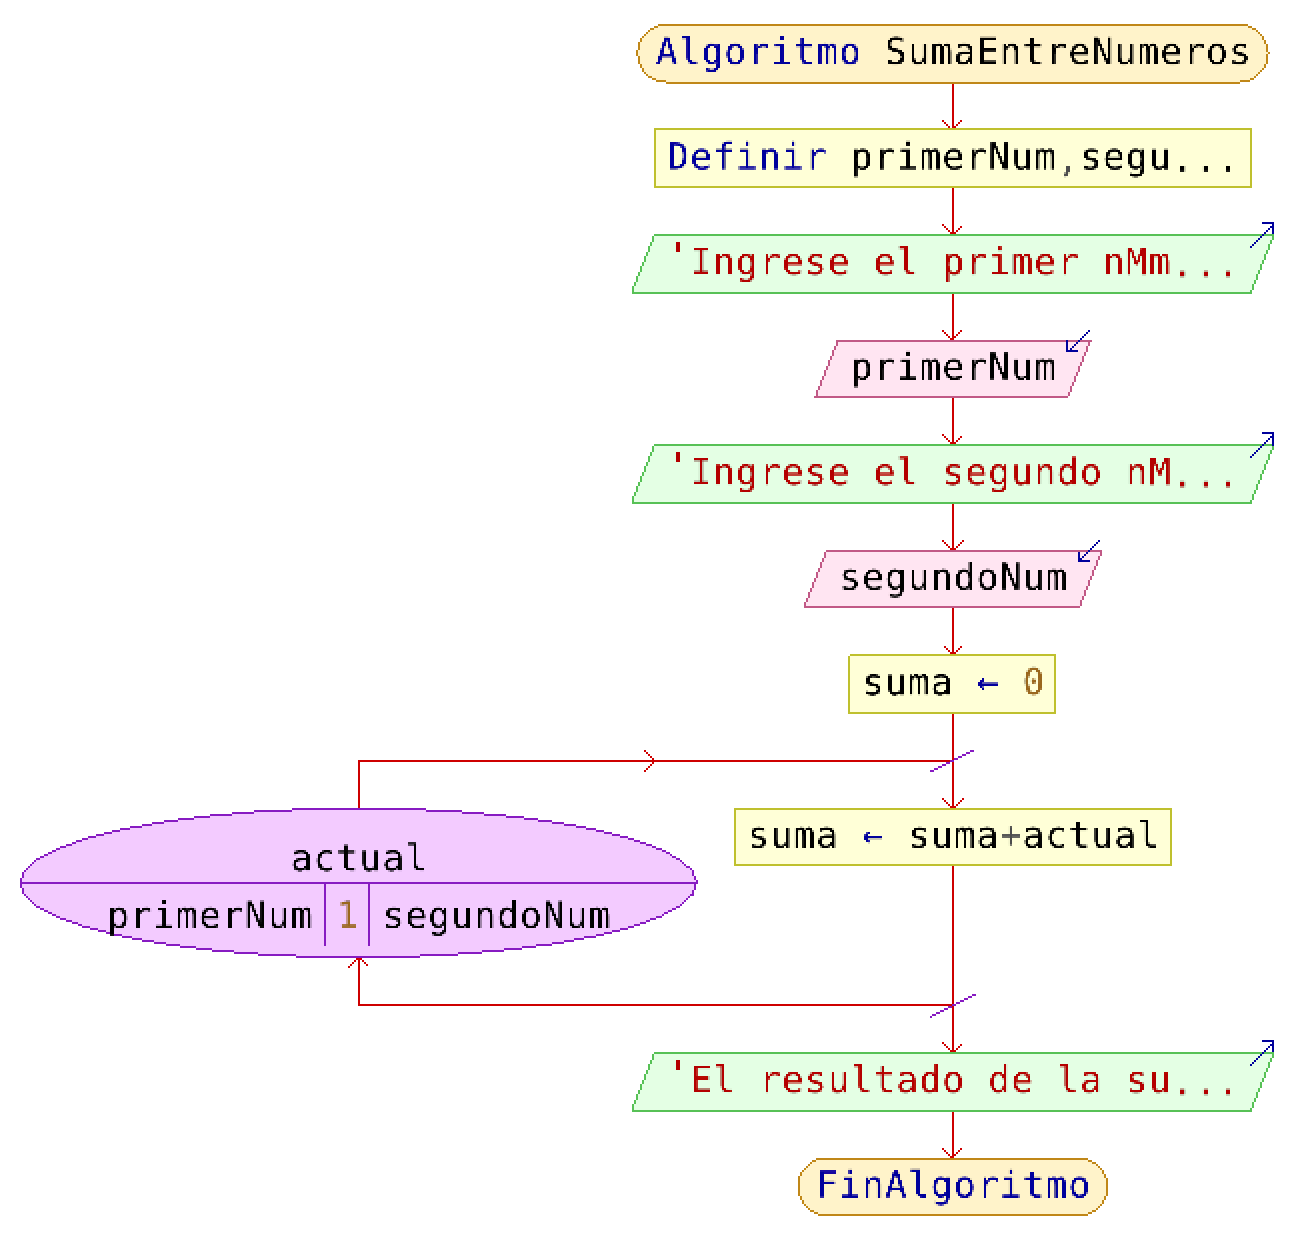 Algoritmo SumaEntreNumeros
Definir primerNum,segu...
'Ingrese el primer nMm...
primerNum
'Ingrese el segundo nM...
segundoNum
suma ← 0
suma ← suma+actual
actual
primerNum 1 segundoNum
'El resultado de la su...
FinAlgoritmo